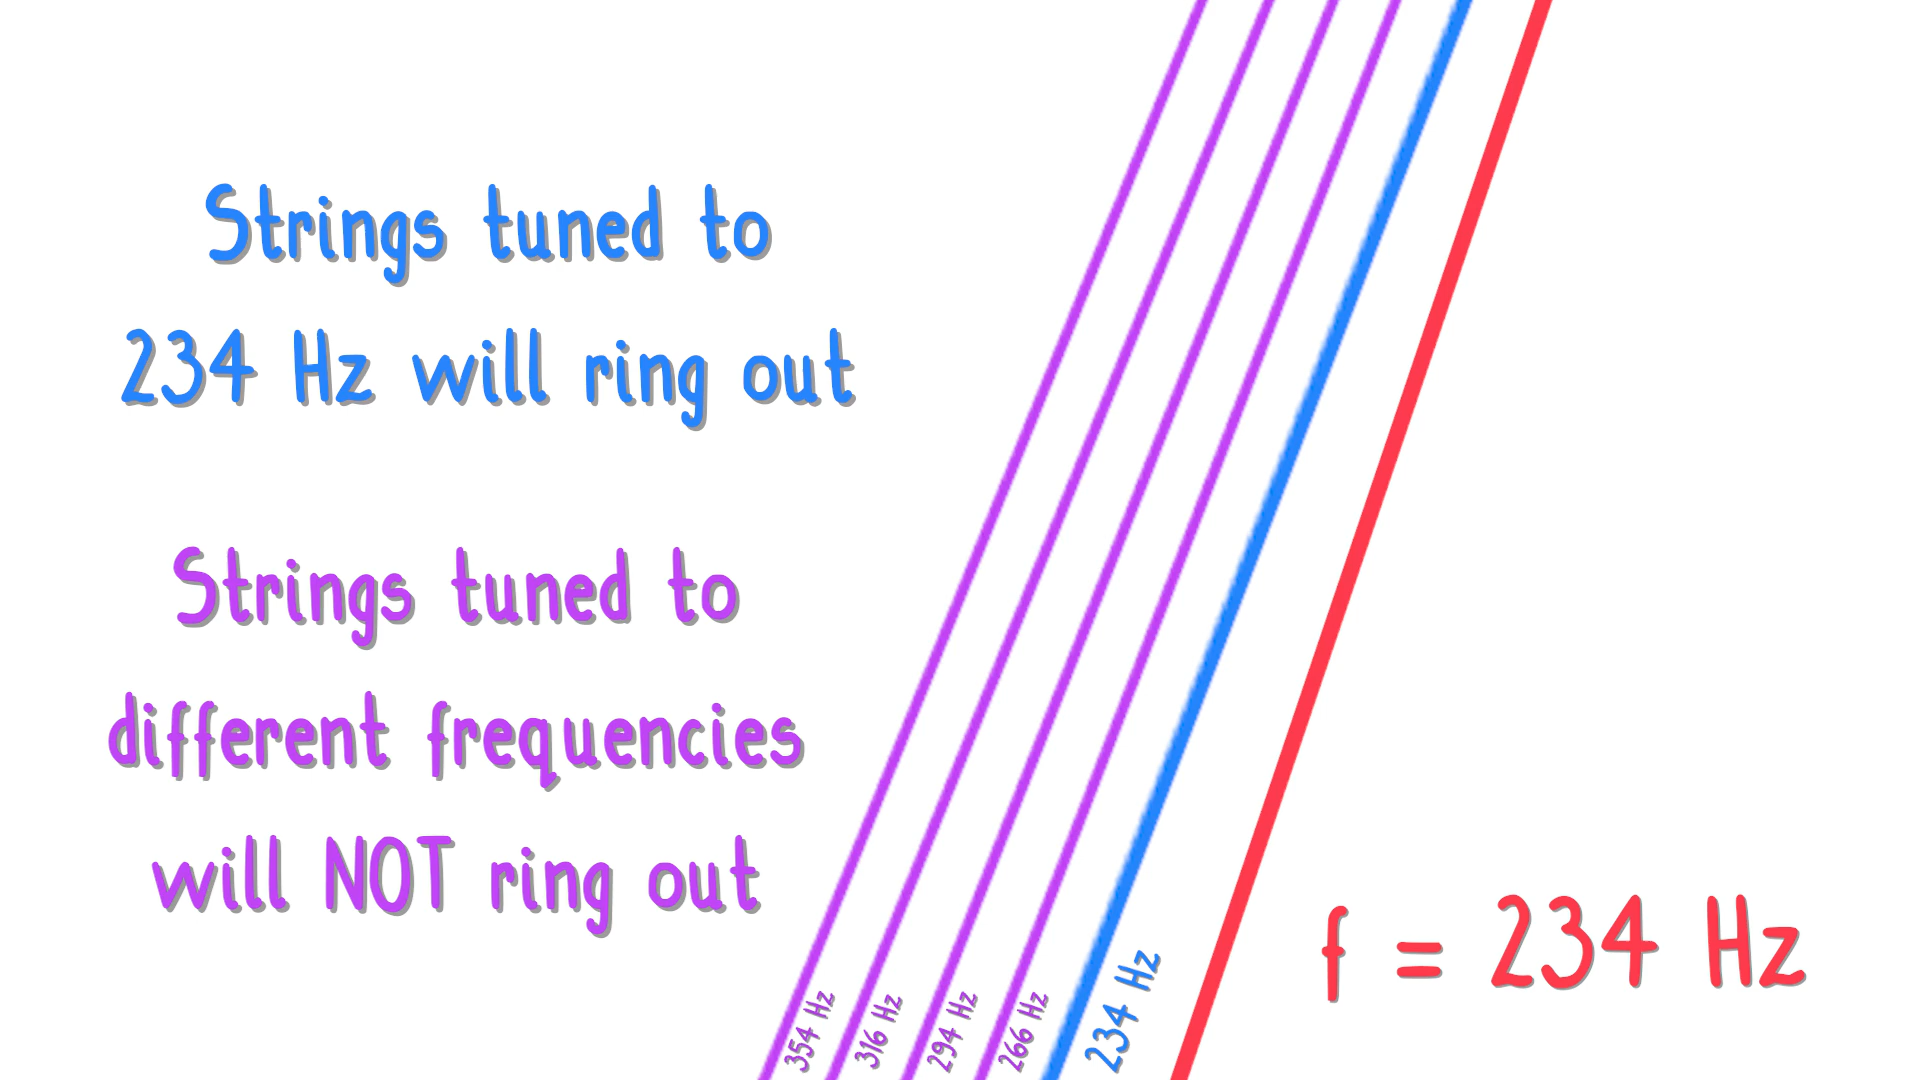 Strings tuned to
234 Hz will ring out
Strings tuned to
different frequencies
will NOT ring out
354 Hz
316 Hz
294 Hz
266 Hz
234 Hz
f = 234 Hz